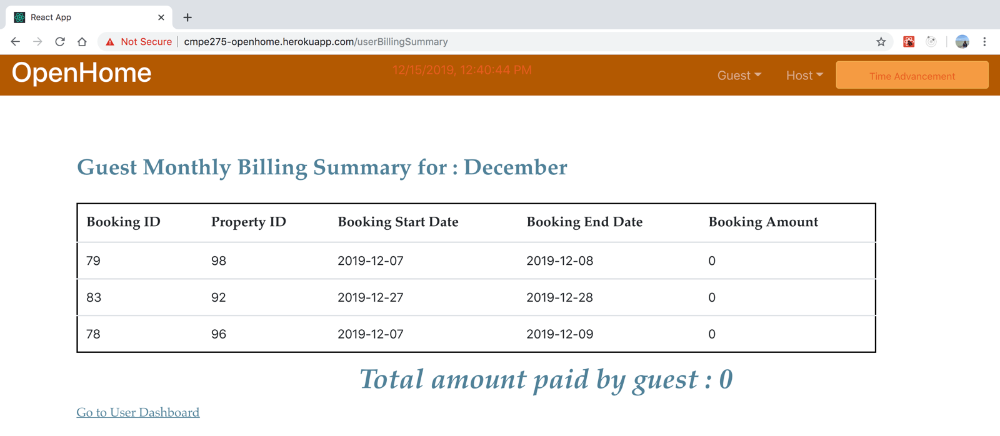 React App
Not Secure cmpe275-openhome.herokuapp.com/userBillingSummary
OpenHome 12/15/2019, 12:40:44 PM Guest Host Time Advancement
Guest Monthly Billing Summary for : December
Booking ID Property ID Booking Start Date Booking End Date Booking Amount
79 98 2019-12-07 2019-12-08 0
83 92 2019-12-27 2019-12-28 0
78 96 2019-12-07 2019-12-09 0
Total amount paid by guest : 0
Go to User Dashboard